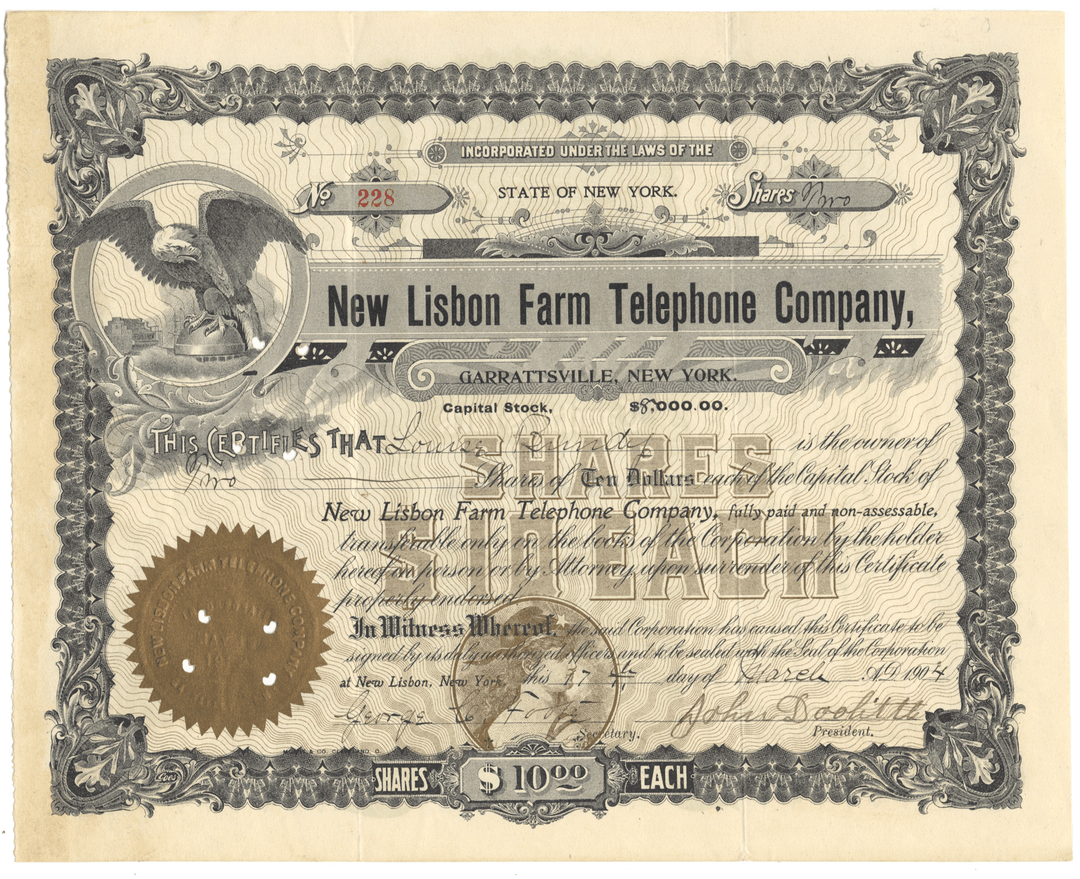 INCORPORATED UNDER THE LAWS OF THE
No 228
STATE OF NEW YORK.
Shares Two
New Lisbon Farm Telephone Company,
GARRATTSVILLE, NEW YORK.
Capital Stock, $8,000.00.
THIS CERTIFIES THAT Louise Bundy is the owner of
Two Shares of Ten Dollars each of the Capital Stock of
New Lisbon Farm Telephone Company, fully paid and non-assessable,
transferable only on the books of the Corporation by the holder
hereof in person or by Attorney, upon surrender of this Certificate
properly endorsed.
SHARES
$10 EACH
In Witness Whereof, the said Corporation has caused this Certificate to be
signed by its duly authorized officers and to be sealed with the Seal of the Corporation
at New Lisbon, New York this 17th day of March A.D. 1904
George John Doolittle
Secretary. President.
NEW LISBON FARM TELEPHONE COMPANY
SHARES $1000 EACH
Goes